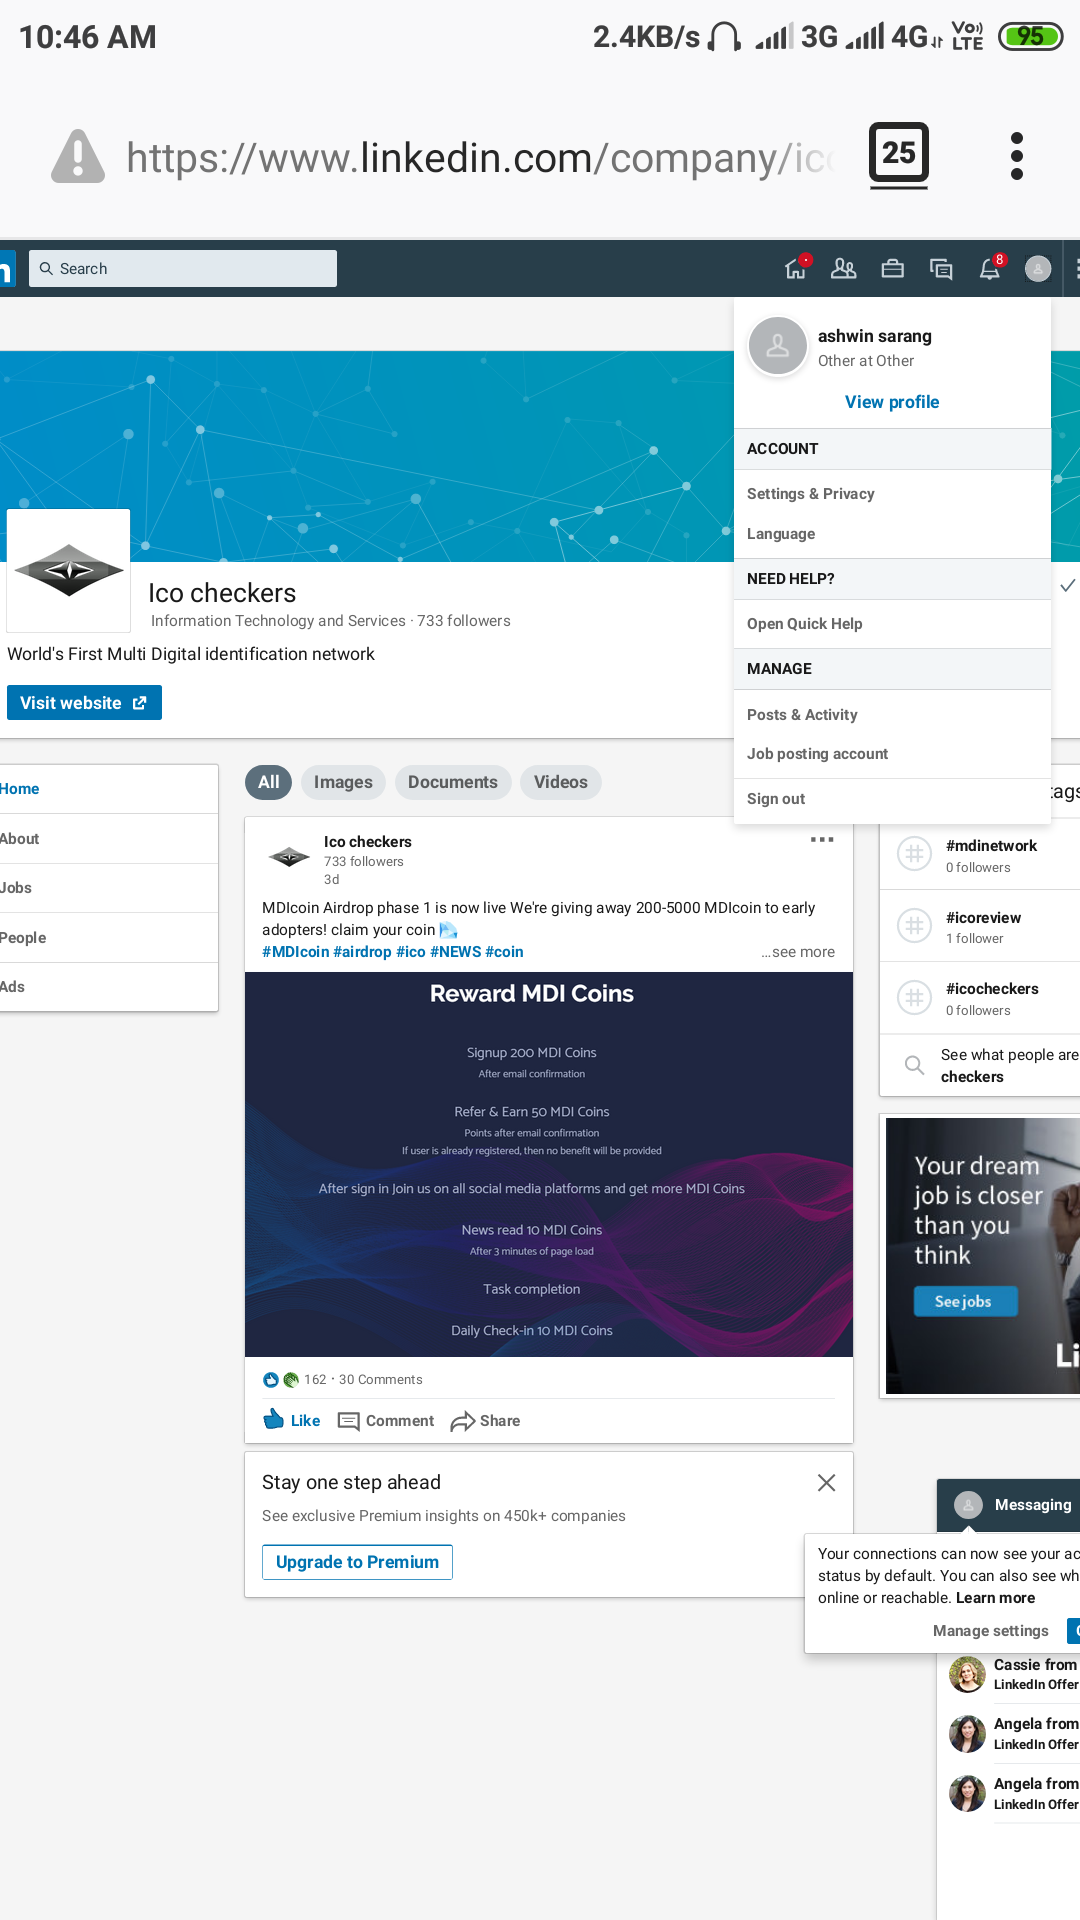 10:46 AM
2.4KB/s 3G 4G Vo LTE 95
https://www.linkedin.com/company/ico
25
Search
8
ashwin sarang
Other at Other
View profile
ACCOUNT
Settings & Privacy
Language
NEED HELP?
Open Quick Help
MANAGE
Posts & Activity
Job posting account
Sign out
Ico checkers
Information Technology and Services · 733 followers
World's First Multi Digital identification network
Visit website
Home
About
Jobs
People
Ads
All Images Documents Videos
Ico checkers
733 followers
3d
MDIcoin Airdrop phase 1 is now live We're giving away 200-5000 MDIcoin to early
adopters! claim your coin
#MDIcoin #airdrop #ico #NEWS #coin
...see more
Reward MDI Coins
Signup 200 MDI Coins
After email confirmation
Refer & Earn 50 MDI Coins
Points after email confirmation
If user is already registered, then no benefit will be provided
After sign in Join us on all social media platforms and get more MDI Coins
News read 10 MDI Coins
After 3 minutes of page load
Task completion
Daily Check-in 10 MDI Coins
162 · 30 Comments
Like Comment Share
Stay one step ahead
See exclusive Premium insights on 450k+ companies
Upgrade to Premium
tags
#mdinetwork
0 followers
#icoreview
1 follower
#icocheckers
0 followers
See what people are
checkers
Your dream
job is closer
than you
think
See jobs
Li
Messaging
Your connections can now see your ac
status by default. You can also see wh
online or reachable. Learn more
Manage settings
Cassie from
LinkedIn Offer
Angela from
LinkedIn Offer
Angela from
LinkedIn Offer